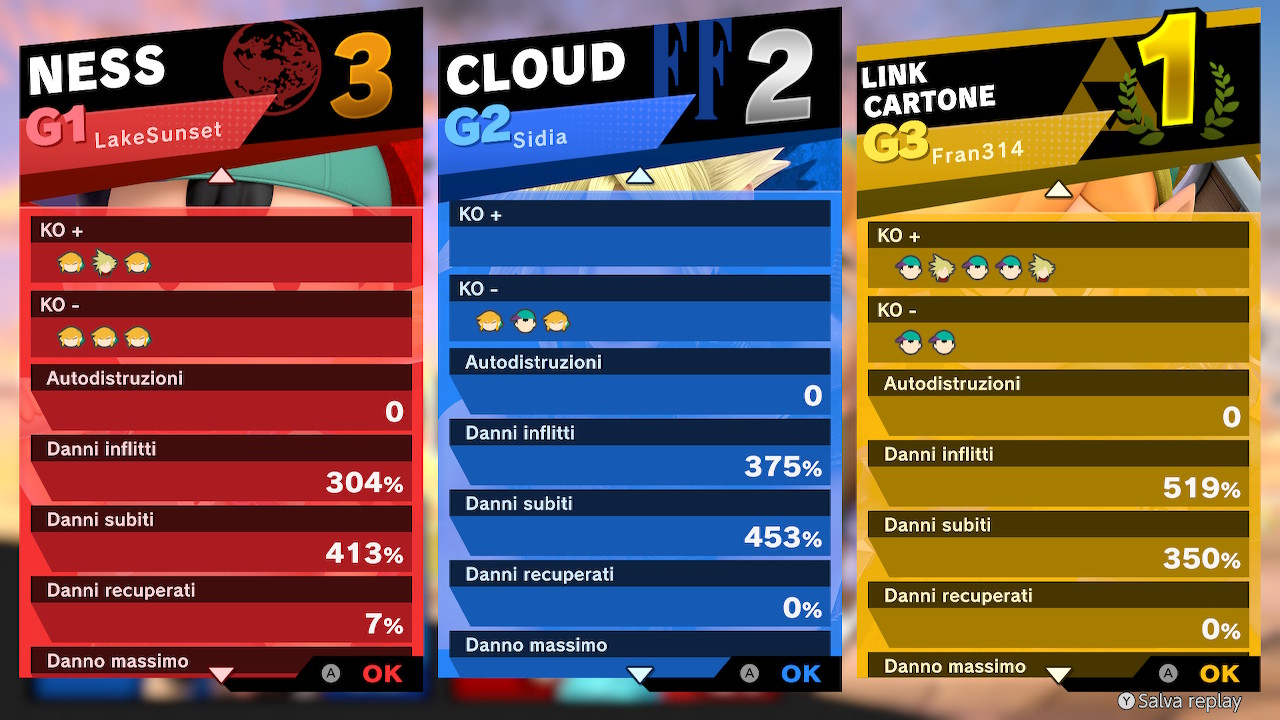 NESS
3
G1 LakeSunset
KO +
KO -
Autodistruzioni
0
Danni inflitti
304%
Danni subiti
413%
Danni recuperati
7%
Danno massimo
A OK
CLOUD
FF
2
G2 Sidia
KO +
KO -
Autodistruzioni
0
Danni inflitti
375%
Danni subiti
453%
Danni recuperati
0%
Danno massimo
A OK
LINK
CARTONE
1
G3 Fran314
KO +
KO -
Autodistruzioni
0
Danni inflitti
519%
Danni subiti
350%
Danni recuperati
0%
Danno massimo
A OK
Y Salva replay